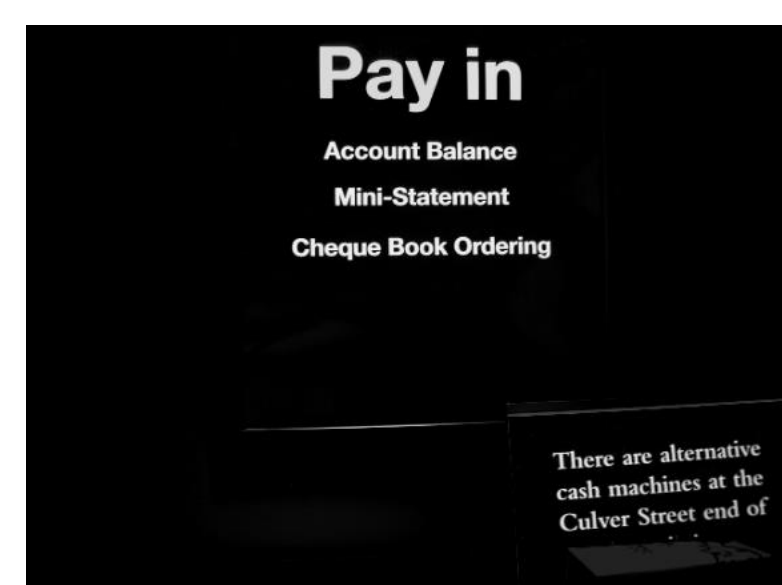 Pay in
Account Balance
Mini-Statement
Cheque Book Ordering
There are alternative
cash machines at the
Culver Street end of